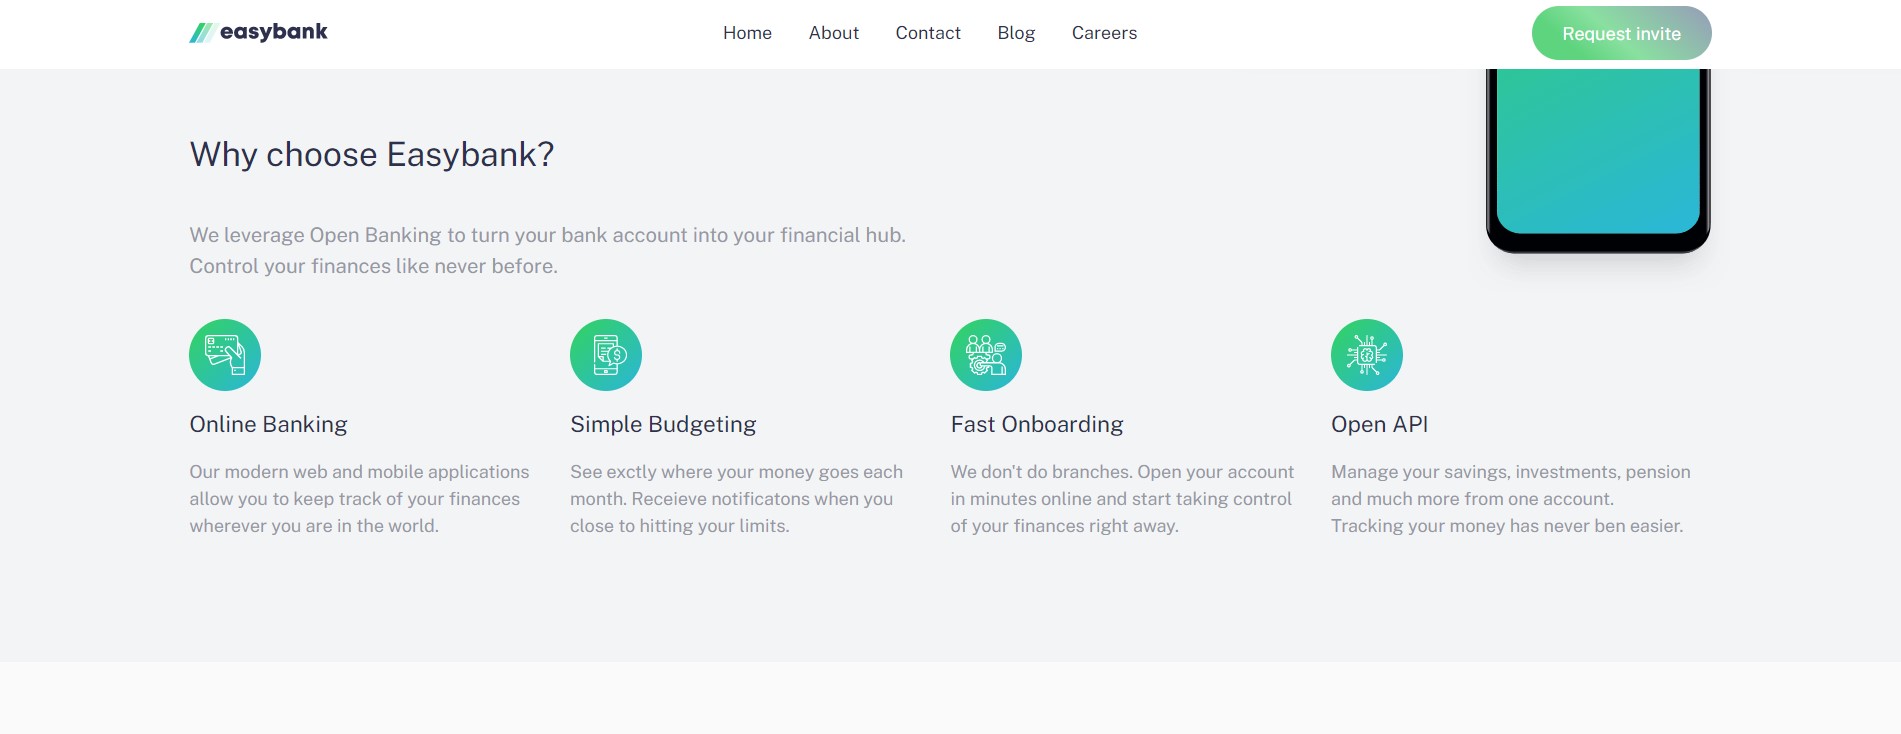 easybank
Home
About
Contact
Blog
Careers
Request invite
Why choose Easybank?
We leverage Open Banking to turn your bank account into your financial hub.
Control your finances like never before.
Online Banking
Our modern web and mobile applications
allow you to keep track of your finances
wherever you are in the world.
Simple Budgeting
See exctly where your money goes each
month. Receieve notificatons when you
close to hitting your limits.
Fast Onboarding
We don't do branches. Open your account
in minutes online and start taking control
of your finances right away.
Open API
Manage your savings, investments, pension
and much more from one account.
Tracking your money has never ben easier.